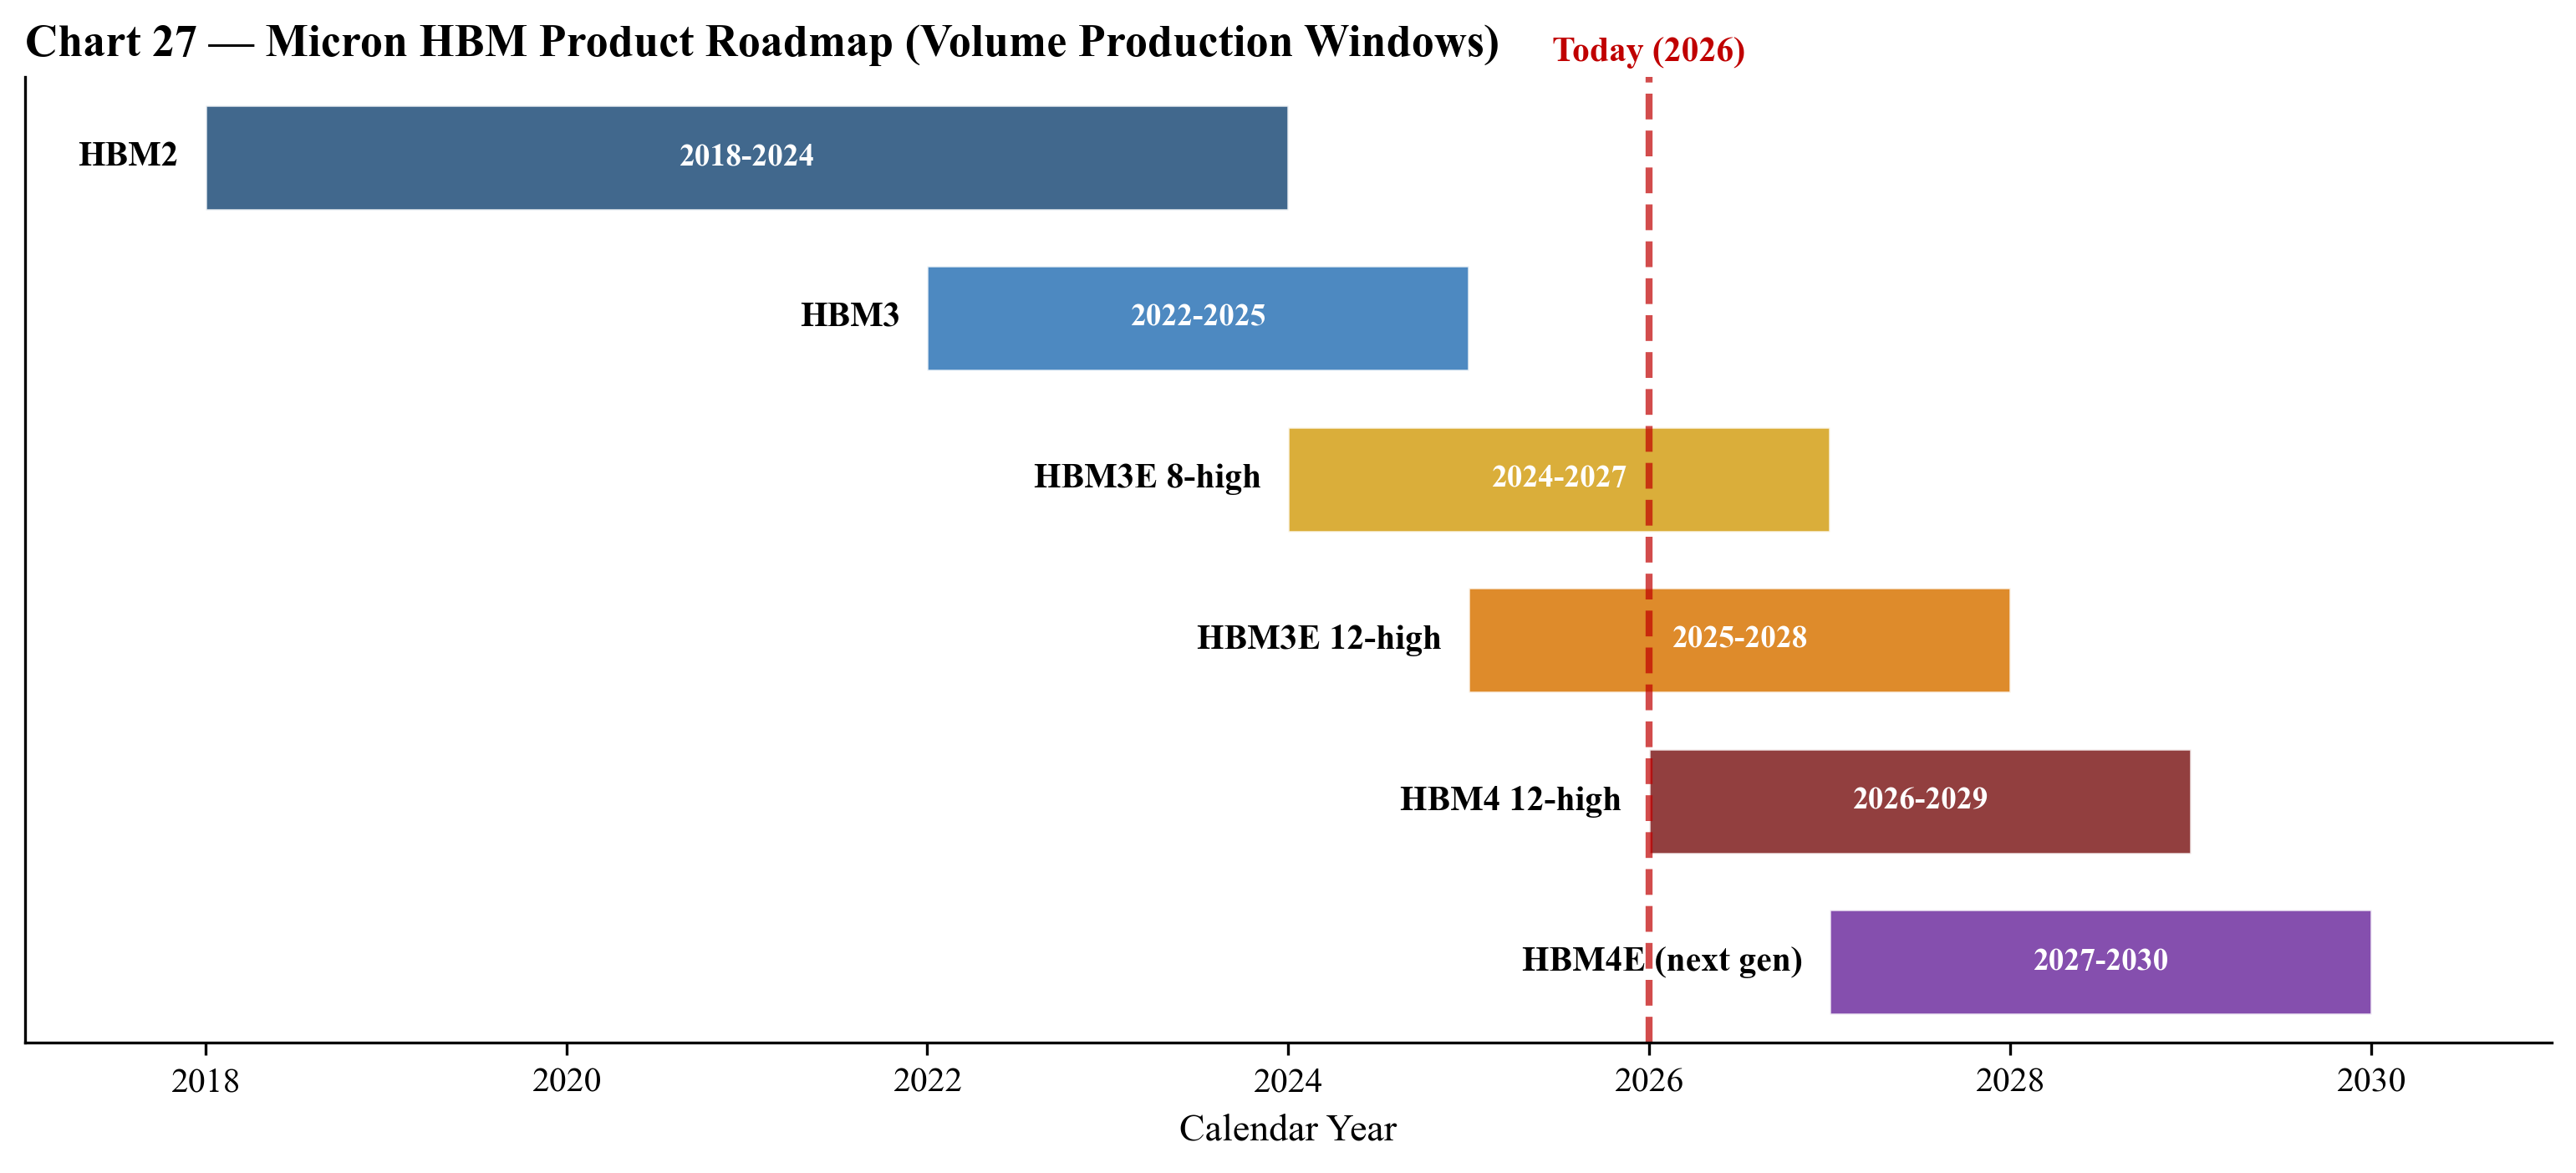 Chart 27 — Micron HBM Product Roadmap (Volume Production Windows)
Today (2026)
HBM2
2018-2024
HBM3
2022-2025
HBM3E 8-high
2024-2027
HBM3E 12-high
2025-2028
HBM4 12-high
2026-2029
HBM4E (next gen)
2027-2030
2018 2020 2022 2024 2026 2028 2030
Calendar Year